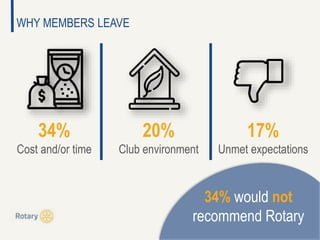 WHY MEMBERS LEAVE
$
34%
Cost and/or time
20%
Club environment
17%
Unmet expectations
34% would not
recommend Rotary
Rotary